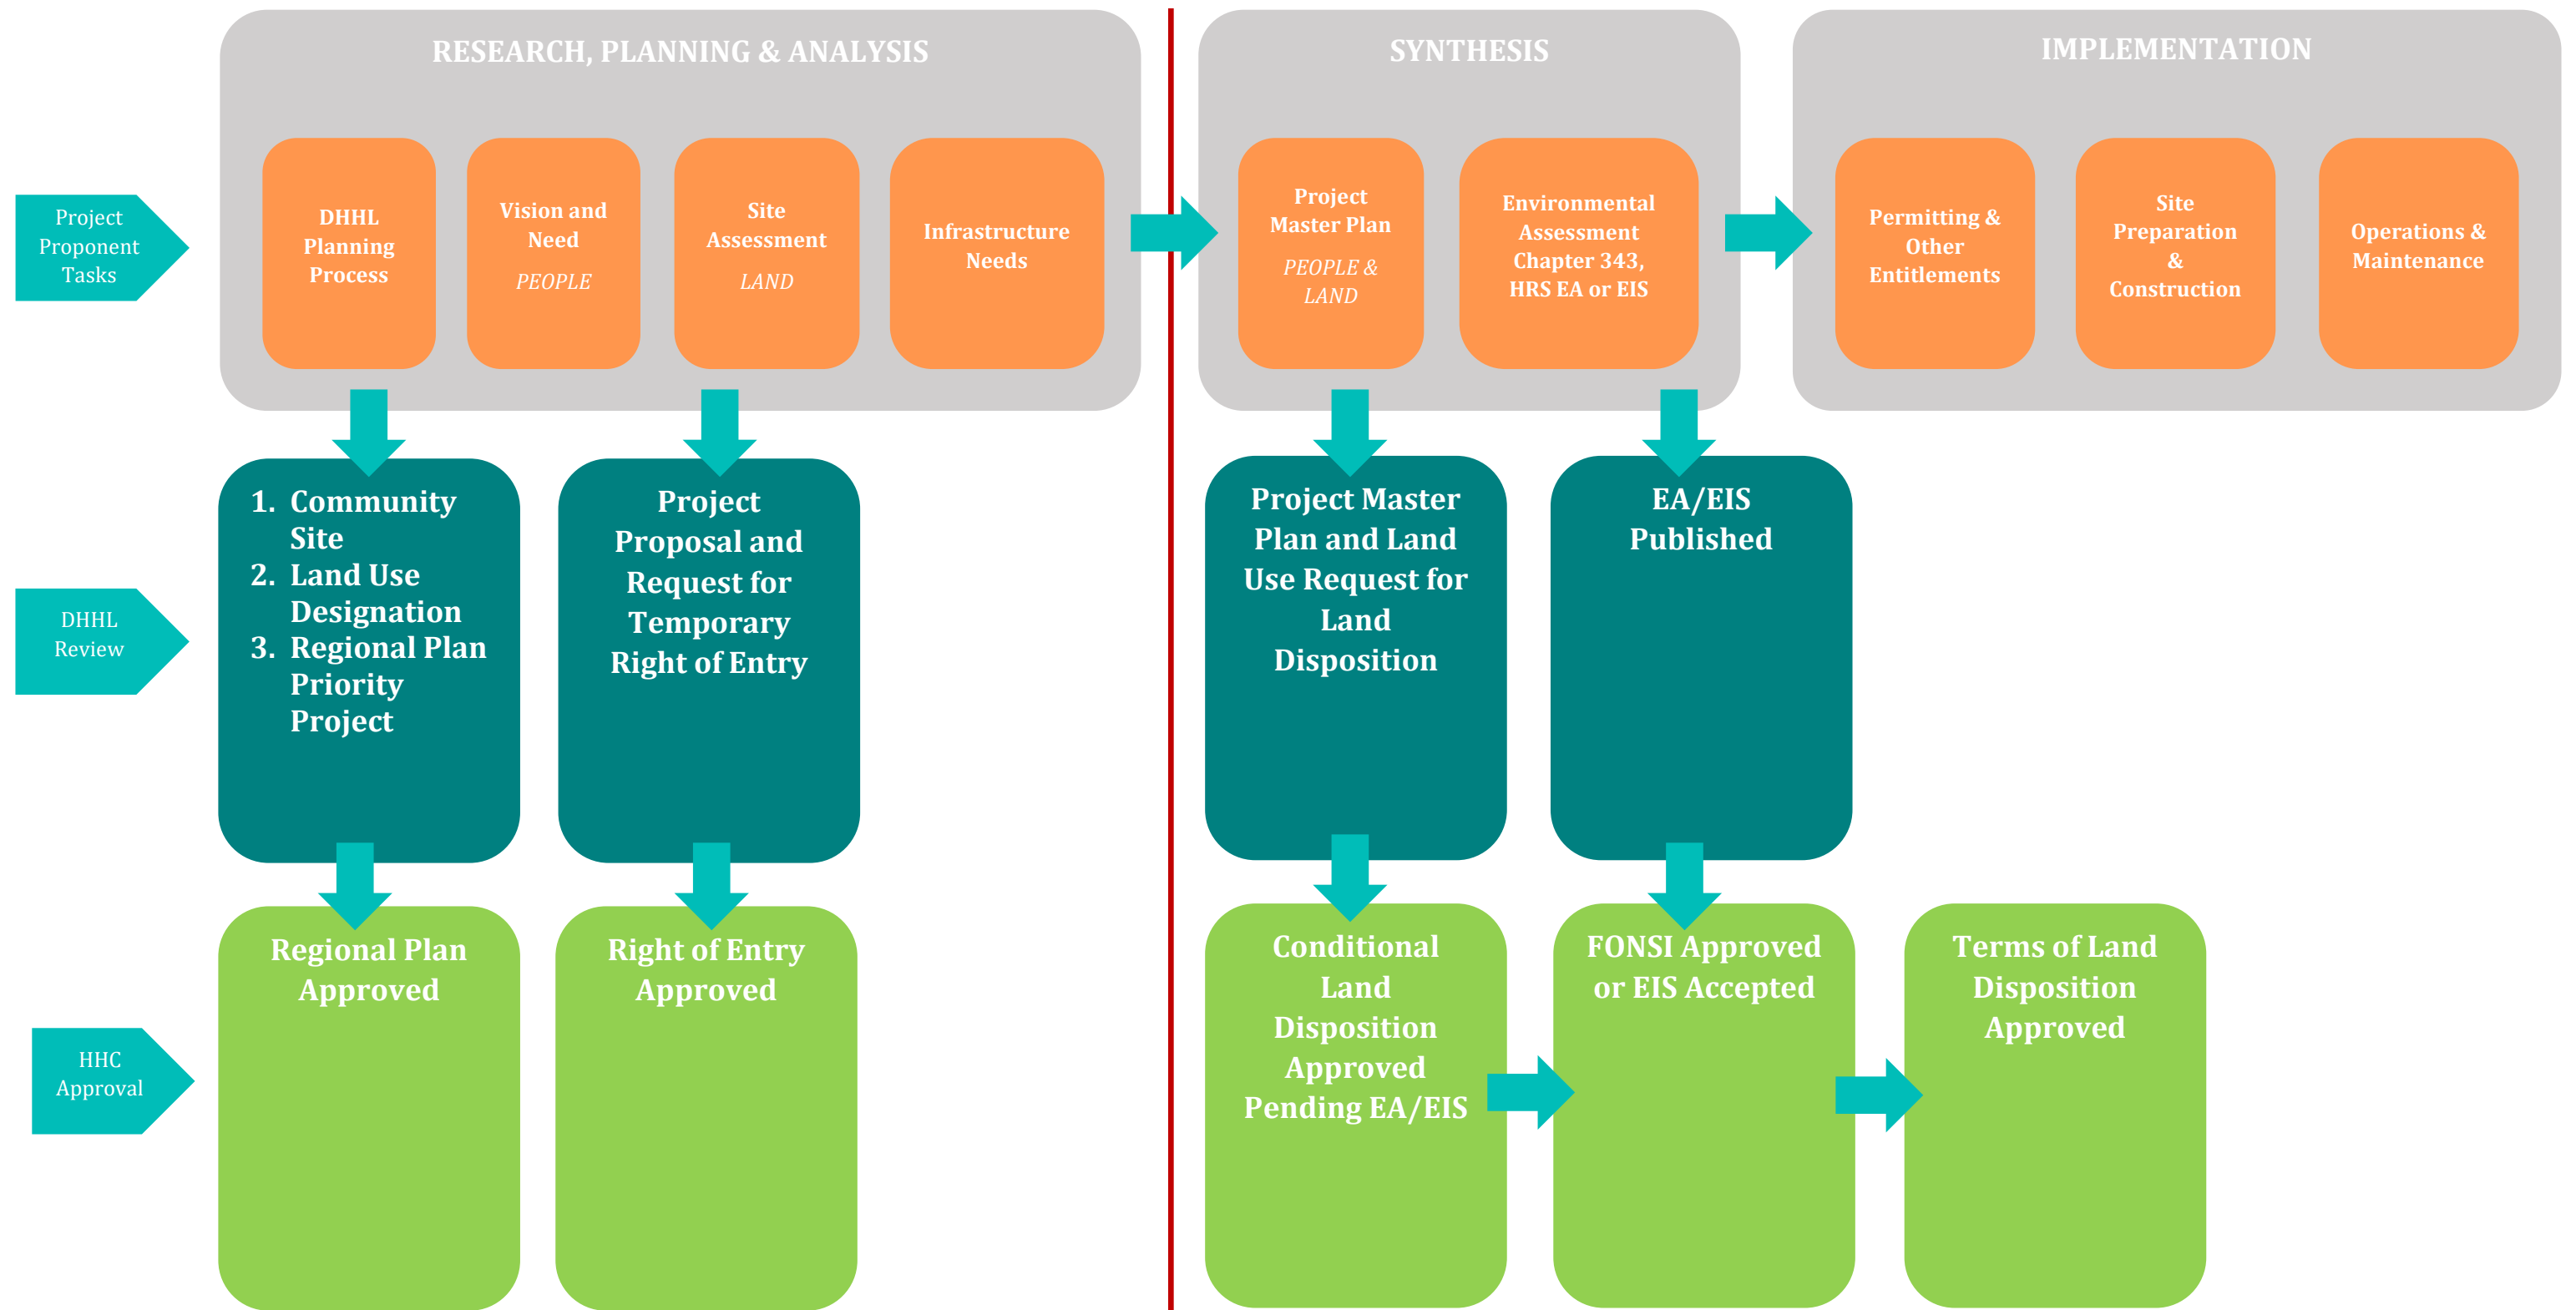 RESEARCH, PLANNING & ANALYSIS
SYNTHESIS
IMPLEMENTATION
Project
Proponent
Tasks
DHHL
Planning
Process
Vision and
Need
PEOPLE
Site
Assessment
LAND
Infrastructure
Needs
Project
Master Plan
PEOPLE &
LAND
Environmental
Assessment
Chapter 343,
HRS EA or EIS
Permitting &
Other
Entitlements
Site
Preparation
&
Construction
Operations &
Maintenance
DHHL
Review
1. Community
Site
2. Land Use
Designation
3. Regional Plan
Priority
Project
Project
Proposal and
Request for
Temporary
Right of Entry
Project Master
Plan and Land
Use Request for
Land
Disposition
EA/EIS
Published
HHC
Approval
Regional Plan
Approved
Right of Entry
Approved
Conditional
Land
Disposition
Approved
Pending EA/EIS
FONSI Approved
or EIS Accepted
Terms of Land
Disposition
Approved